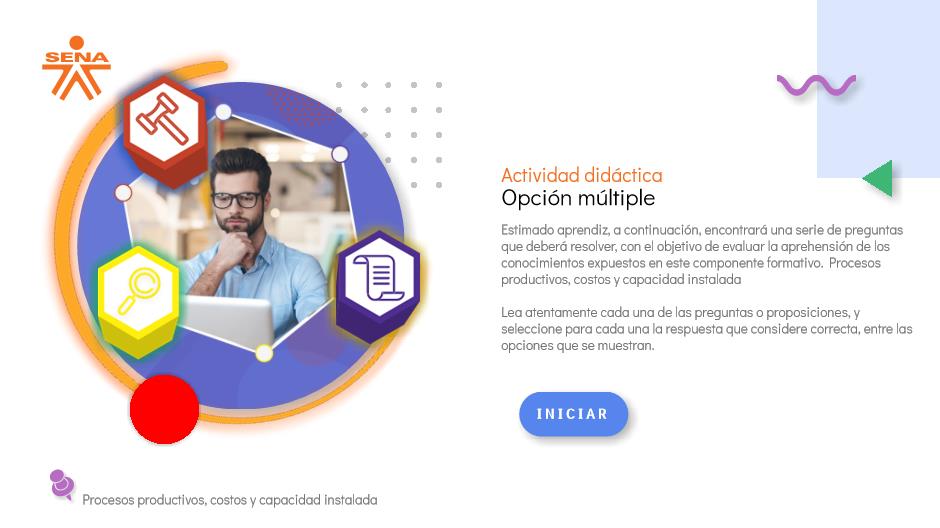 SENA
Actividad didáctica
Opción múltiple
Estimado aprendiz, a continuación, encontrará una serie de preguntas
que deberá resolver, con el objetivo de evaluar la aprehensión de los
conocimientos expuestos en este componente formativo. Procesos
productivos, costos y capacidad instalada
Lea atentamente cada una de las preguntas o proposiciones, y
seleccione para cada una la respuesta que considere correcta, entre las
opciones que se muestran.
INICIAR
Procesos productivos, costos y capacidad instalada